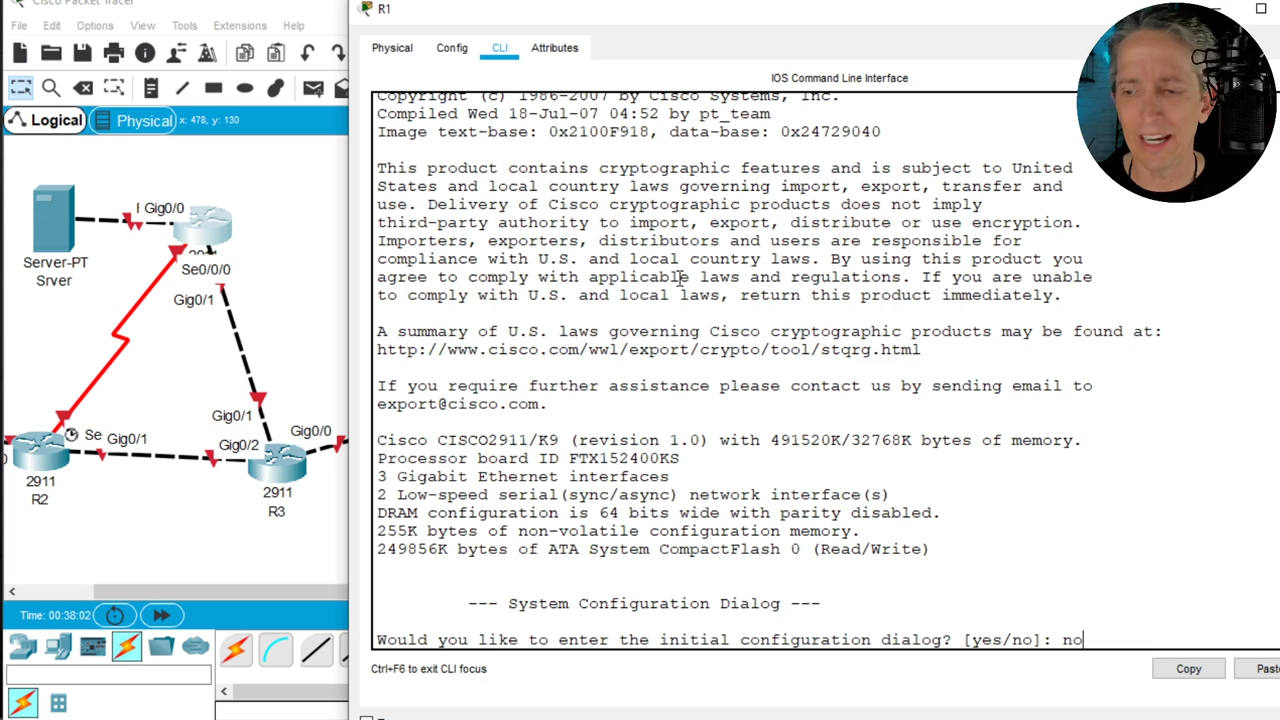 Cisco Packet Tracer
File Edit Options View Tools Extensions Help
Logical Physical x: 478, y: 130
Gig0/0
Server-PT
Srver
Se0/0/0
Gig0/1
Gig0/1
Gig0/2
Gig0/0
Se Gig0/1
2911
R2
2911
R3
Time: 00:38:02
R1
Physical Config CLI Attributes
IOS Command Line Interface
Copyright (c) 1986-2007 by Cisco Systems, Inc.
Compiled Wed 18-Jul-07 04:52 by pt_team
Image text-base: 0x2100F918, data-base: 0x24729040
This product contains cryptographic features and is subject to United
States and local country laws governing import, export, transfer and
use. Delivery of Cisco cryptographic products does not imply
third-party authority to import, export, distribute or use encryption.
Importers, exporters, distributors and users are responsible for
compliance with U.S. and local country laws. By using this product you
agree to comply with applicable laws and regulations. If you are unable
to comply with U.S. and local laws, return this product immediately.
A summary of U.S. laws governing Cisco cryptographic products may be found at:
http://www.cisco.com/wwl/export/crypto/tool/stqrg.html
If you require further assistance please contact us by sending email to
export@cisco.com.
Cisco CISCO2911/K9 (revision 1.0) with 491520K/32768K bytes of memory.
Processor board ID FTX152400KS
3 Gigabit Ethernet interfaces
2 Low-speed serial(sync/async) network interface(s)
DRAM configuration is 64 bits wide with parity disabled.
255K bytes of non-volatile configuration memory.
249856K bytes of ATA System CompactFlash 0 (Read/Write)
--- System Configuration Dialog ---
Would you like to enter the initial configuration dialog? [yes/no]: no
Ctrl+F6 to exit CLI focus
Copy
Paste